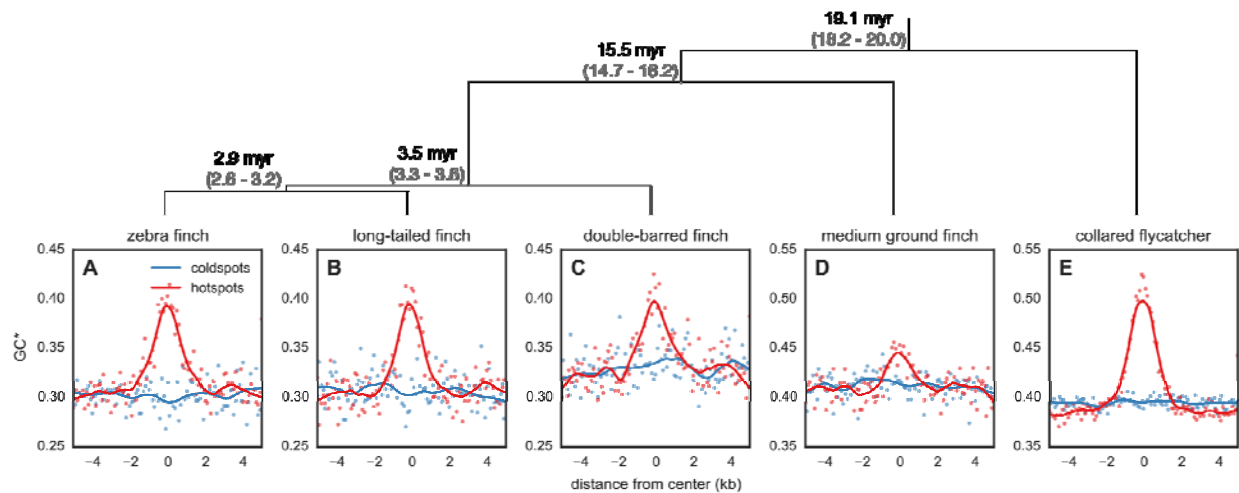 19.1 myr
(18.2 - 20.0)
15.5 myr
(14.7 - 16.2)
2.9 myr
(2.6 - 3.2)
3.5 myr
(3.3 - 3.8)
zebra finch
long-tailed finch
double-barred finch
medium ground finch
collared flycatcher
A
coldspots
hotspots
B
C
D
E
GC*
0.45
0.40
0.35
0.30
0.25
0.45
0.40
0.35
0.30
0.25
0.45
0.40
0.35
0.30
0.25
0.55
0.50
0.45
0.40
0.35
0.55
0.50
0.45
0.40
0.35
−4 −2 0 2 4
−4 −2 0 2 4
−4 −2 0 2 4
−4 −2 0 2 4
−4 −2 0 2 4
distance from center (kb)